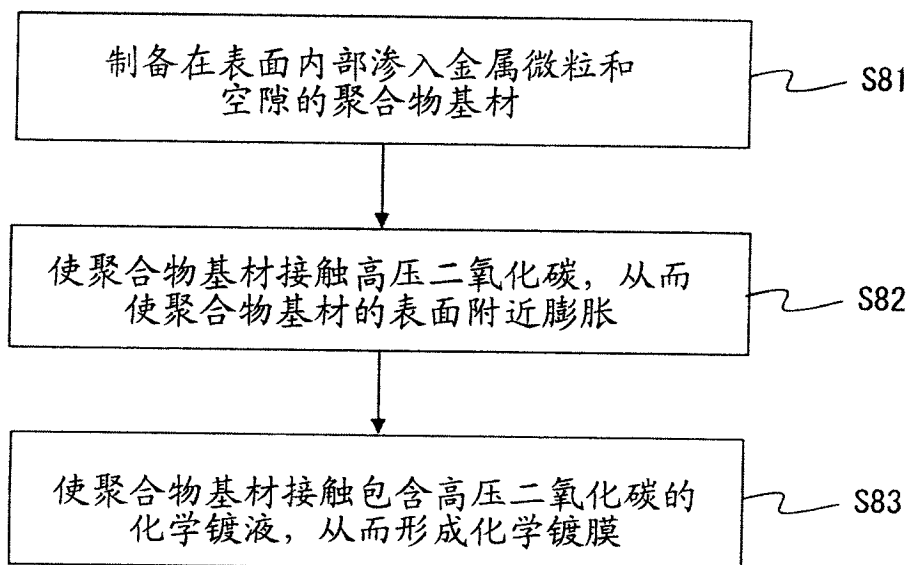 制备在表面内部渗入金属微粒和
空隙的聚合物基材
S81
使聚合物基材接触高压二氧化碳，从而
使聚合物基材的表面附近膨胀
S82
使聚合物基材接触包含高压二氧化碳的
化学镀液，从而形成化学镀膜
S83